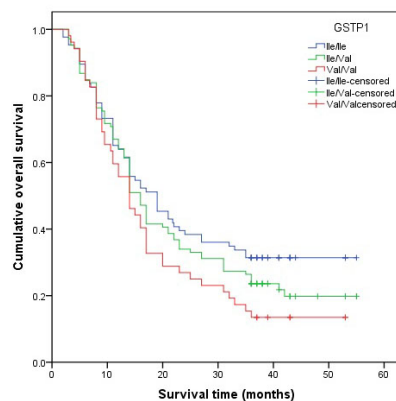 GSTP1
Ile/Ile
Ile/Val
Val/Val
Ile/Ile-censored
Ile/Val-censored
Val/Valcensored
Cumulative overall survival
1.0
0.8
0.6
0.4
0.2
0.0
0 10 20 30 40 50 60
Survival time (months)